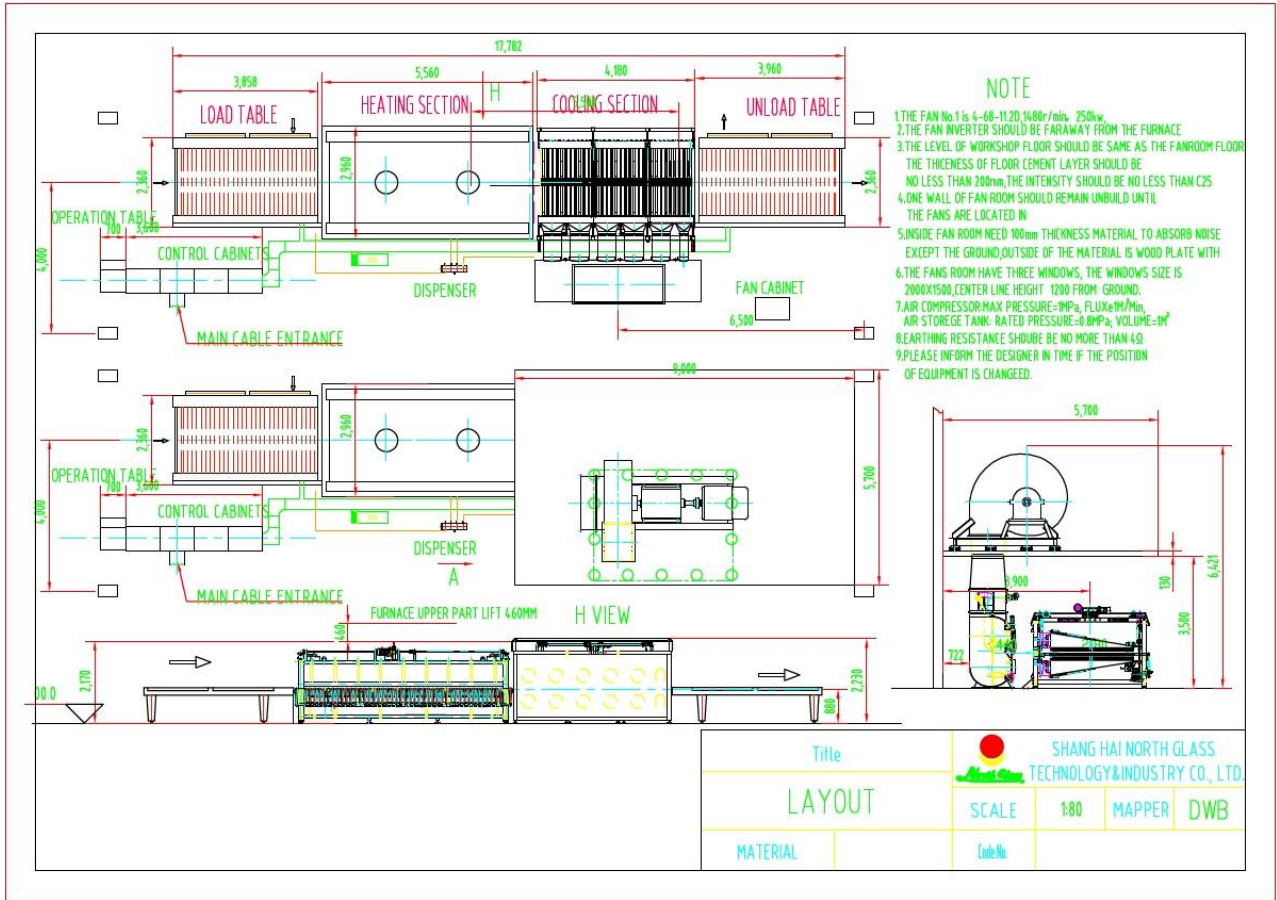 17,782
3,858
5,560
4,180
3,960
H
LOAD TABLE
HEATING SECTION
COOLING SECTION
UNLOAD TABLE
2,360
2,960
2,360
4,000
OPERATION TABLE
700
3,600
CONTROL CABINETS
DISPENSER
FAN CABINET
6,500
MAIN CABLE ENTRANCE
NOTE
1.THE FAN No.1 is 4-68-11.2D,1480r/min, 250kw,
2.THE FAN INVERTER SHOULD BE FARAWAY FROM THE FURNACE
3.THE LEVEL OF WORKSHOP FLOOR SHOULD BE SAME AS THE FANROOM FLOOR
THE THICENESS OF FLOOR CEMENT LAYER SHOULD BE
NO LESS THAN 200mm,THE INTENSITY SHOULD BE NO LESS THAN C25
4.ONE WALL OF FAN ROOM SHOULD REMAIN UNBUILD UNTIL
THE FANS ARE LOCATED IN
5.INSIDE FAN ROOM NEED 100mm THICKNESS MATERIAL TO ABSORB NOISE
EXCEPT THE GROUND,OUTSIDE OF THE MATERIAL IS WOOD PLATE WITH
6.THE FANS ROOM HAVE THREE WINDOWS, THE WINDOWS SIZE IS
2000X1500,CENTER LINE HEIGHT 1200 FROM GROUND.
7.AIR COMPRESSOR:MAX PRESSURE=1MPa, FLUX≥1M³/Min,
AIR STOREGE TANK: RATED PRESSURE=0.8MPa; VOLUME=1M³
8.EARTHING RESISTANCE SHOUBE BE NO MORE THAN 4Ω
9.PLEASE INFORM THE DESIGNER IN TIME IF THE POSITION
OF EQUIPMENT IS CHANGEED.
9,000
2,360
2,960
5,700
4,000
OPERATION TABLE
700
3,600
CONTROL CABINETS
DISPENSER
A
MAIN CABLE ENTRANCE
5,700
6,421
3,900
130
3,500
722
FURNACE UPPER PART LIFT 460MM
H VIEW
460
2,170
00.0
880
2,230
Title
LAYOUT
MATERIAL
SHANG HAI NORTH GLASS
TECHNOLOGY&INDUSTRY CO., LTD.
SCALE
1:80
MAPPER
DWB
Code.No.